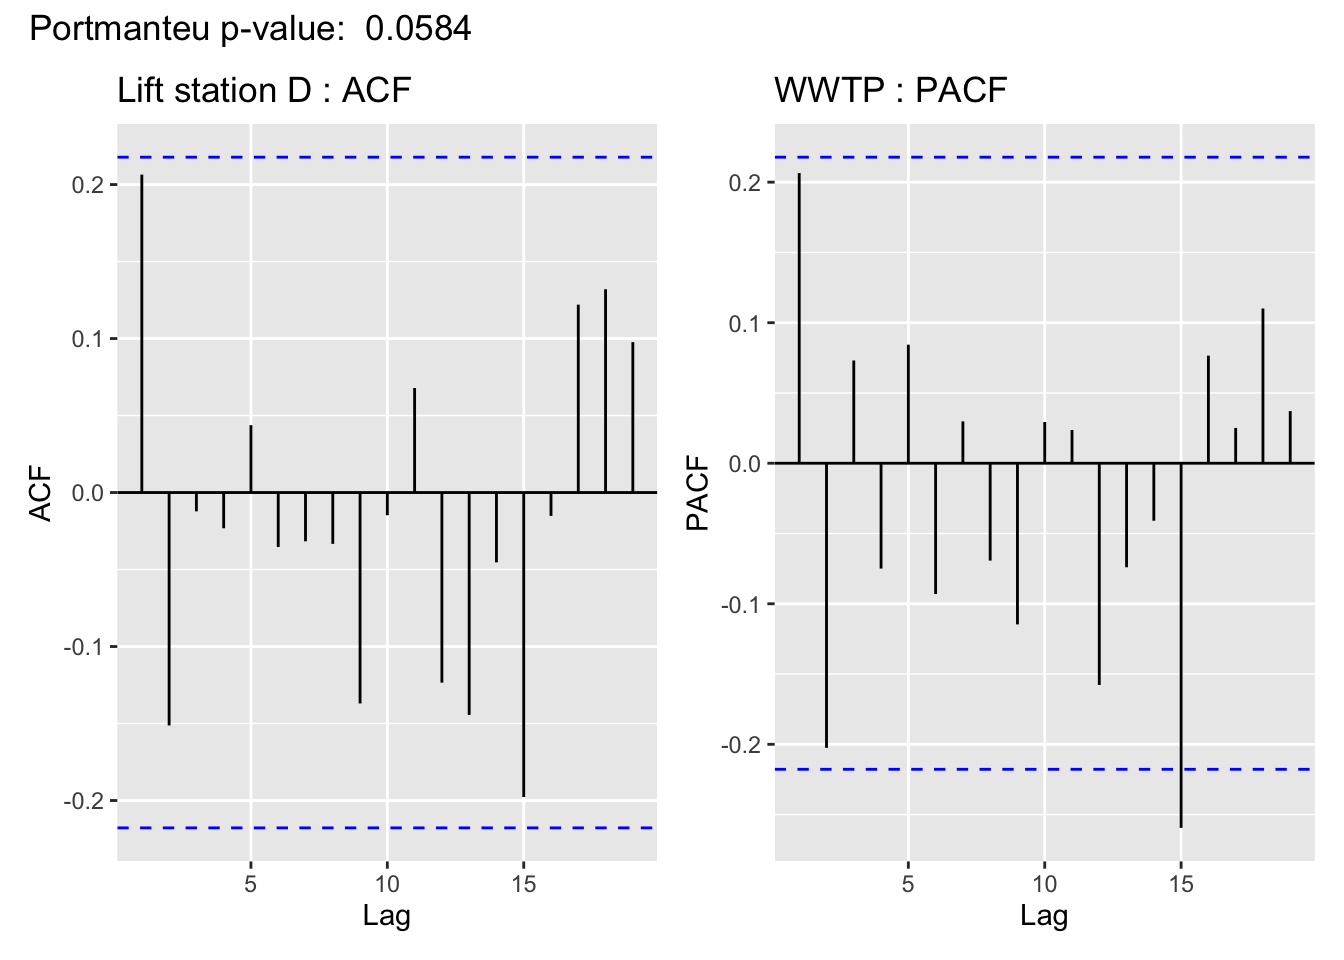 Portmanteu p-value:  0.0584
Lift station D : ACF
0.2
0.1
0.0
-0.1
-0.2
ACF
5 10 15
Lag
WWTP : PACF
0.2
0.1
0.0
-0.1
-0.2
PACF
5 10 15
Lag